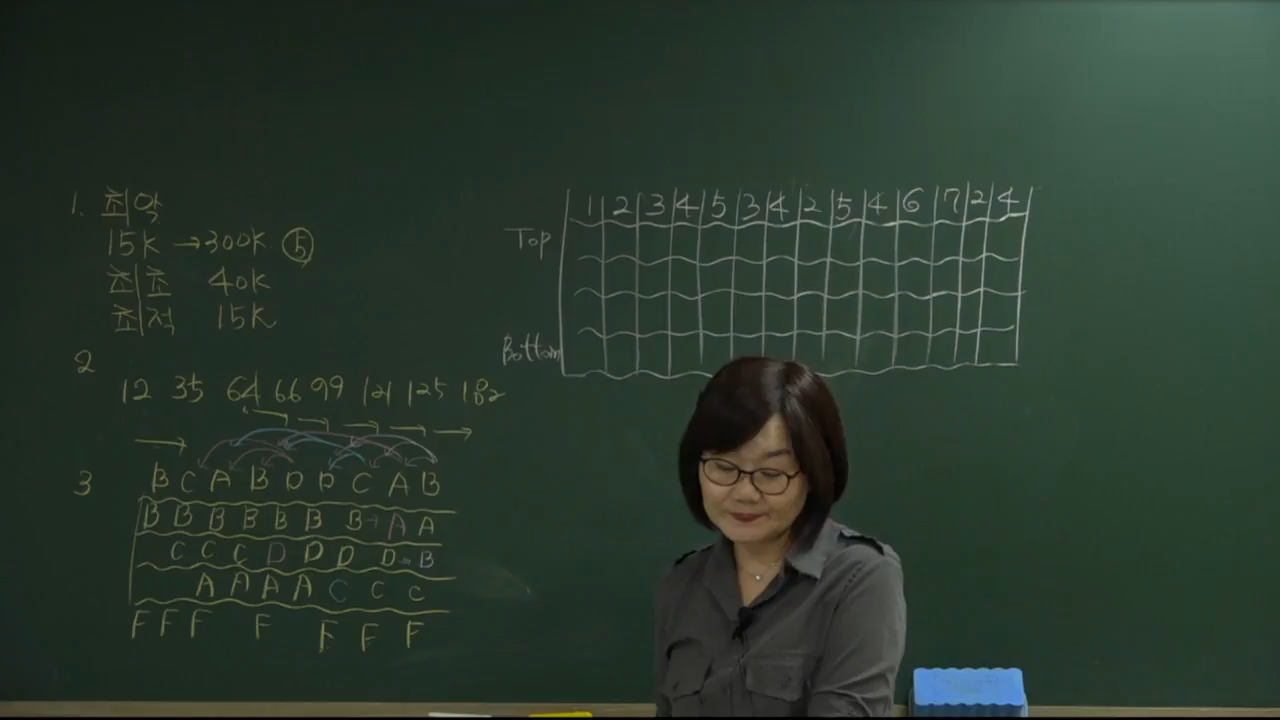 1. 최악
15K → 300K ⑤
최초 40K
최적 15K
2
12 35 64 66 99 121 125 182
3
B C A B D D C A B
B B B B B B B → A A
C C C D D D D → B
A A A A C C C
F F F F F F F
1 2 3 4 5 3 4 2 5 4 6 7 2 4
Top
Bottom